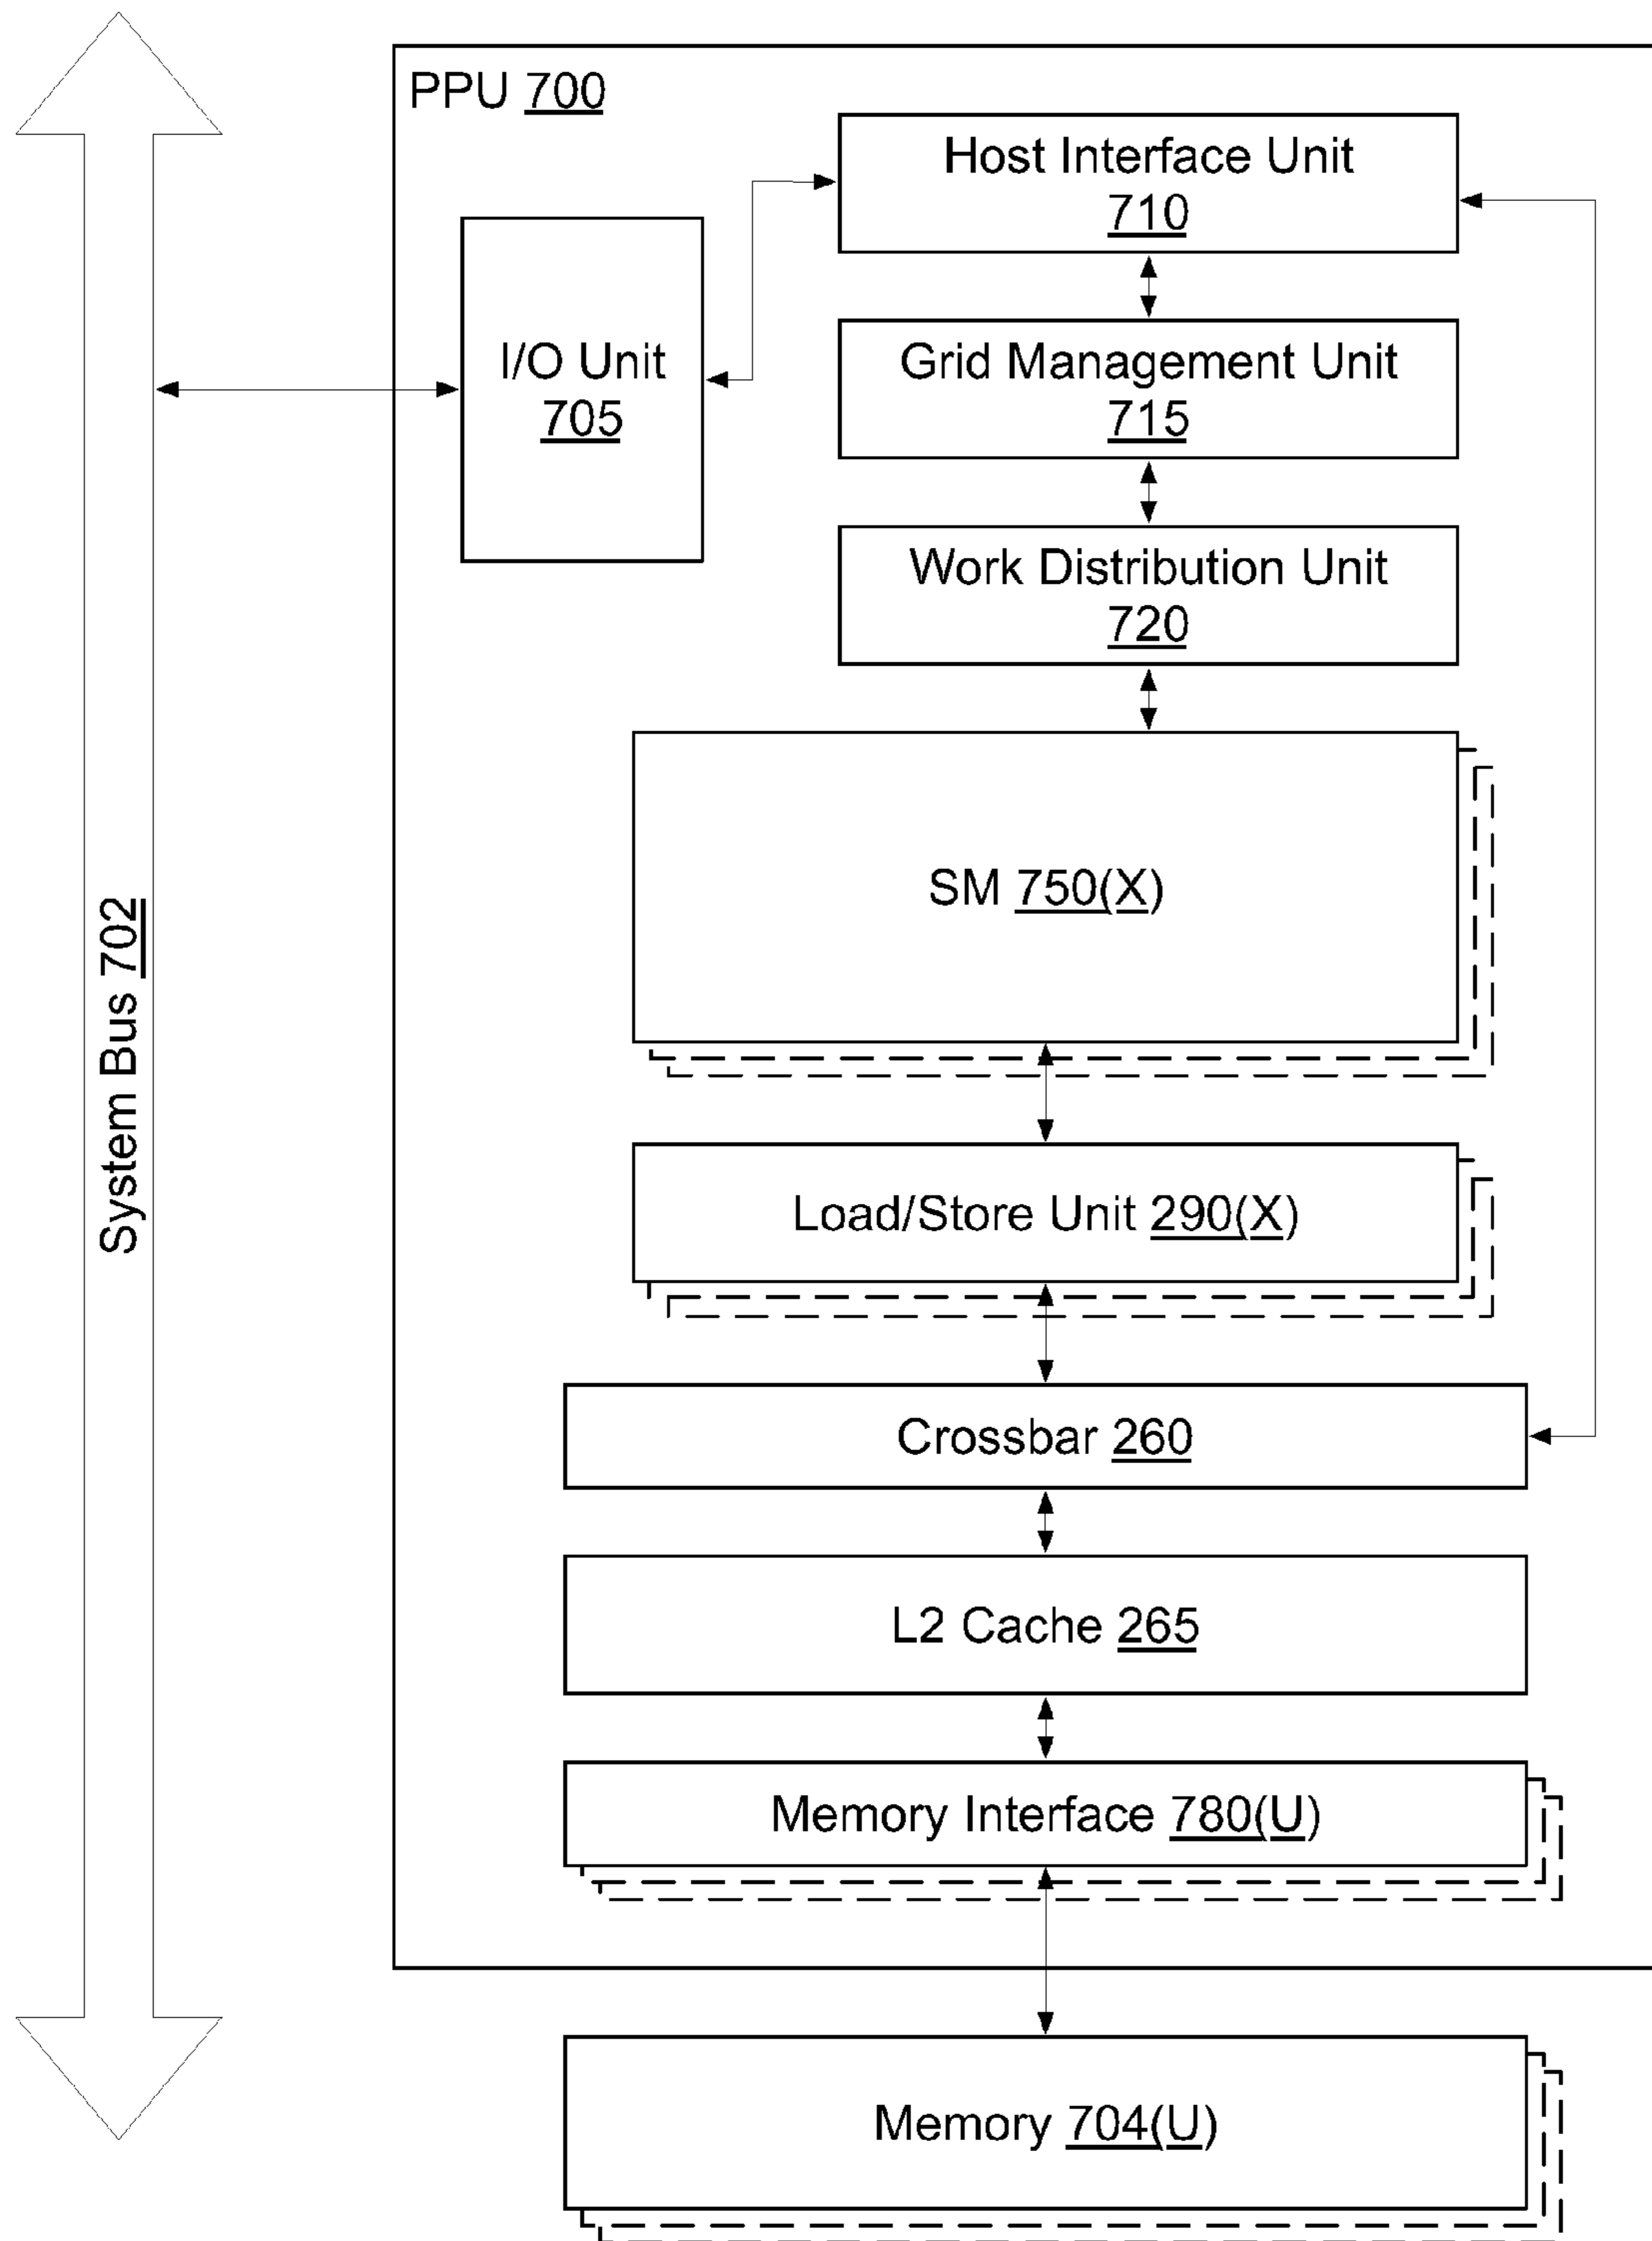 PPU 700
Host Interface Unit
710
I/O Unit
705
Grid Management Unit
715
Work Distribution Unit
720
SM 750(X)
System Bus 702
Load/Store Unit 290(X)
Crossbar 260
L2 Cache 265
Memory Interface 780(U)
Memory 704(U)